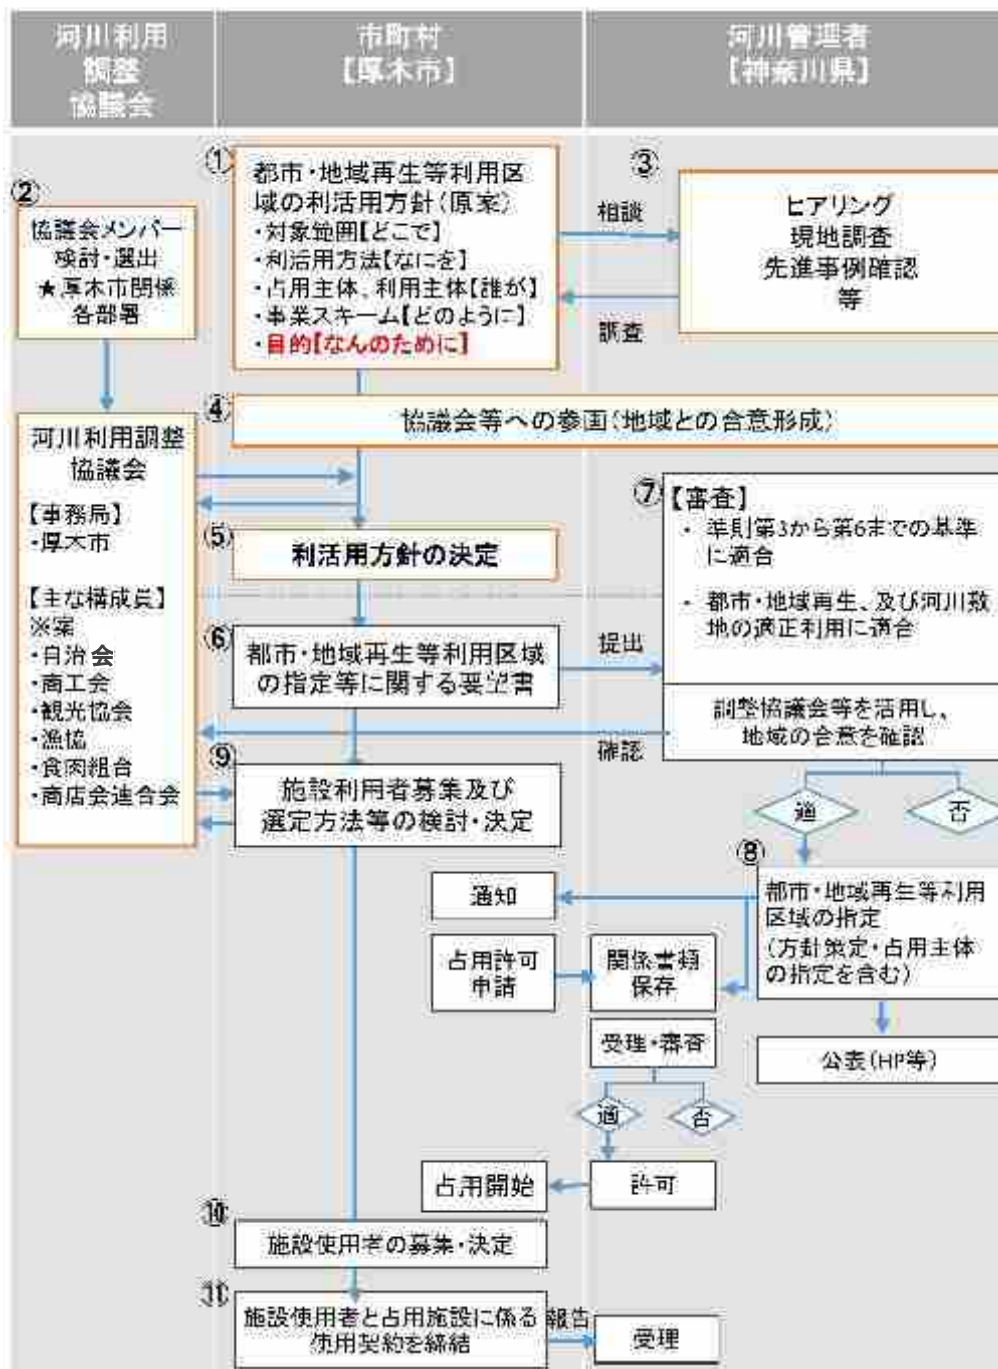 河川利用
調整
協議会
市町村
【厚木市】
河川管理者
【神奈川県】
①
都市・地域再生等利用区
域の利活用方針(原案)
・対象範囲【どこで】
・利活用方法【なにを】
・占用主体、利用主体【誰が】
・事業スキーム【どのように】
・目的【なんのために】
②
協議会メンバー
検討・選出
★厚木市関係
各部署
③
相談
ヒアリング
現地調査
先進事例確認
等
調査
④
協議会等への参国(地域との合意形成)
河川利用調整
協議会
【事務局】
・厚木市
【主な構成員】
※案
・自治会
・商工会
・観光協会
・漁協
・食肉組合
・商店会連合会
⑤
利活用方針の決定
⑥
都市・地域再生等利用区域
の指定等に関する要望書
提出
⑦
【審査】
・ 準則第3から第6までの基準
に適合
・ 都市・地域再生、及び河川敷
地の適正利用に適合
調整協議会等を活用し、
地域の合意を確認
確認
適
否
⑧
都市・地域再生等利用
区域の指定
(方針策定・占用主体
の指定を含む)
公表(HP等)
⑨
施設利用者募集及び
選定方法等の検討・決定
通知
占用許可
申請
関係書類
保存
受理・審査
適
否
占用開始
許可
⑩
施設使用者の募集・決定
⑪
施設使用者と占用施設に係る
使用契約を締結
報告
受理